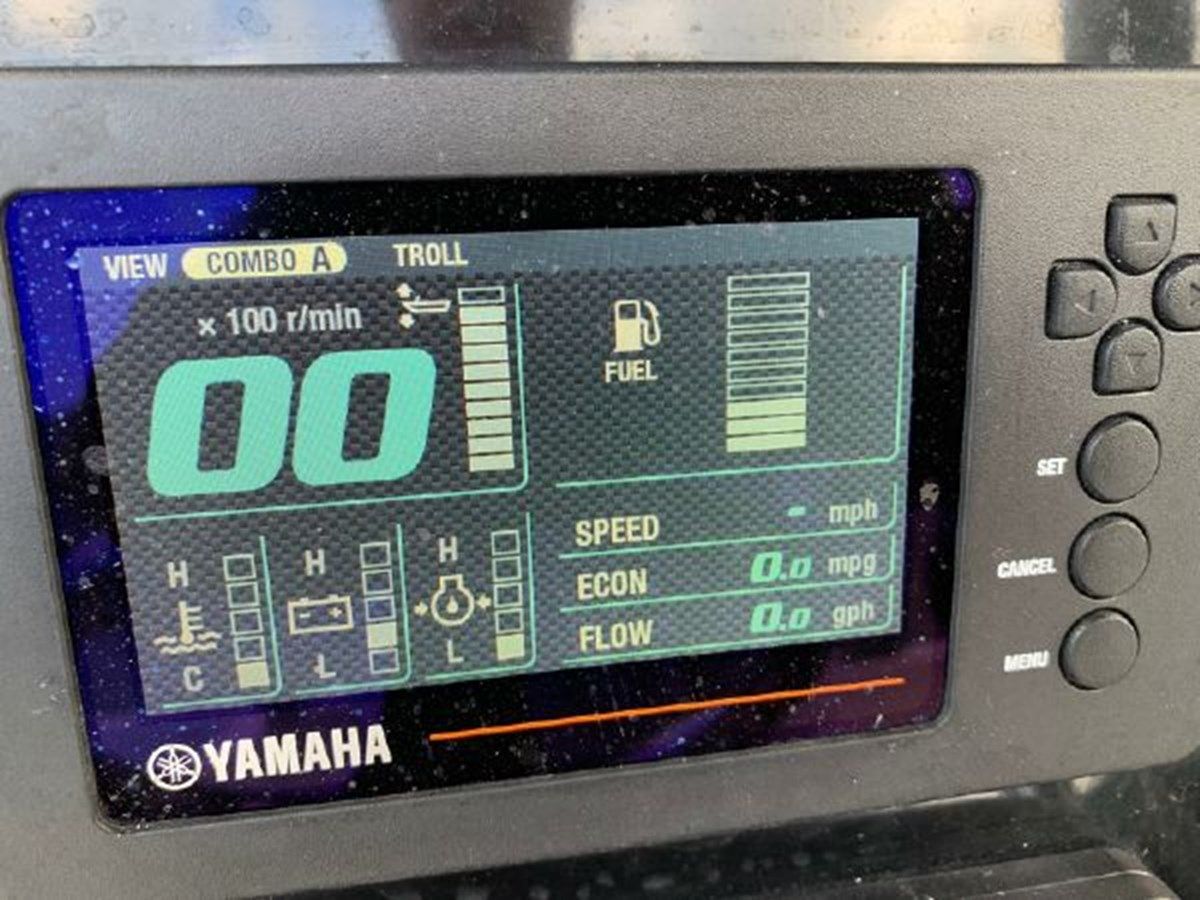 VIEW COMBO A TROLL
x 100 r/min
00
FUEL
SPEED - mph
ECON 0.0 mpg
FLOW 0.0 gph
H H H
- +
C L L
YAMAHA
SET
CANCEL
MENU